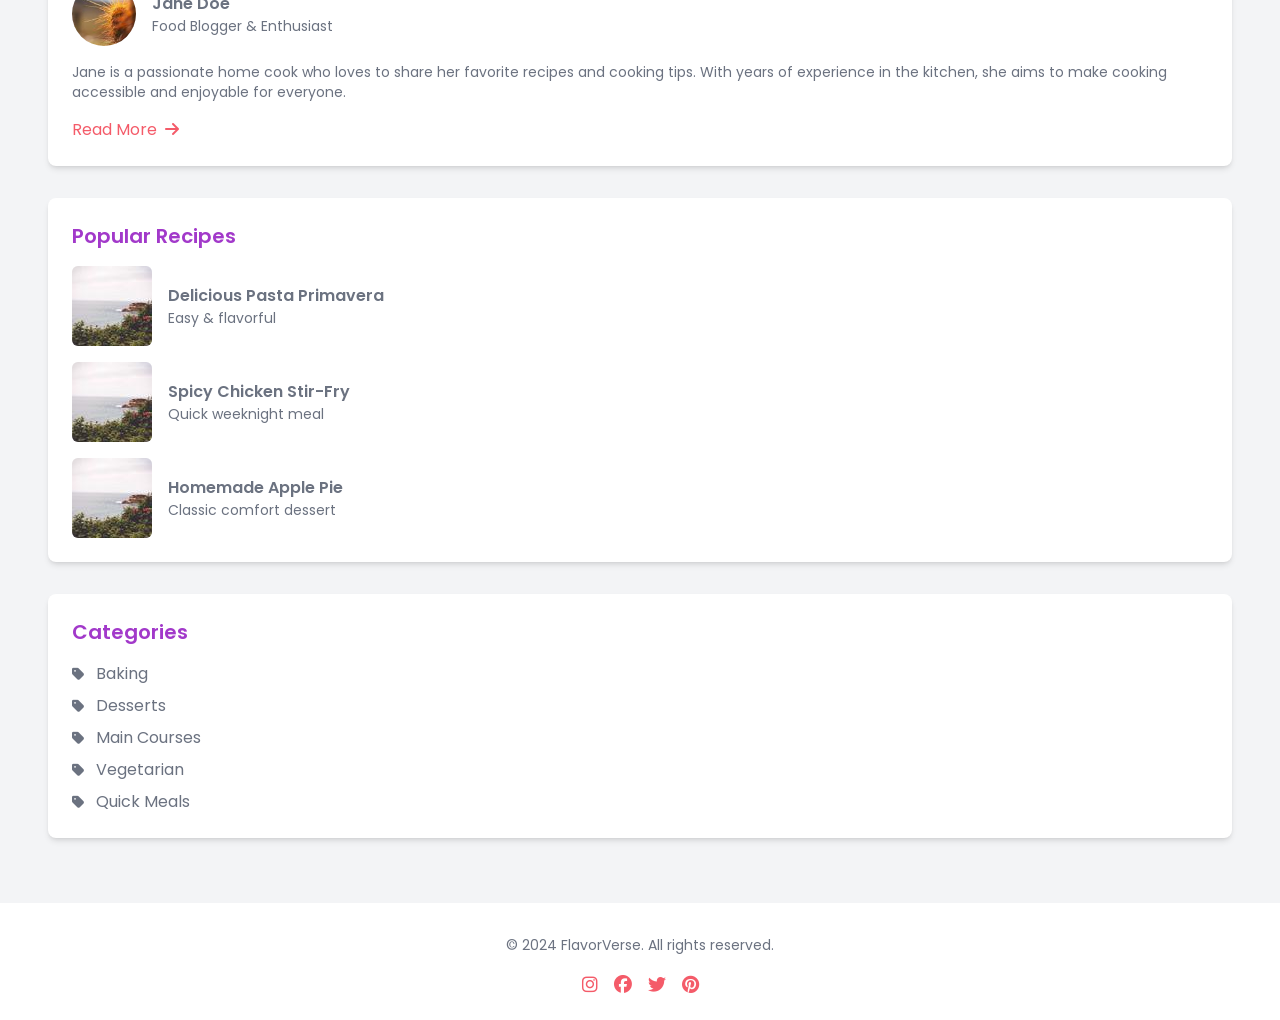 Jane Doe
Food Blogger & Enthusiast
Jane is a passionate home cook who loves to share her favorite recipes and cooking tips. With years of experience in the kitchen, she aims to make cooking
accessible and enjoyable for everyone.
Read More
Popular Recipes
Delicious Pasta Primavera
Easy & flavorful
Spicy Chicken Stir-Fry
Quick weeknight meal
Homemade Apple Pie
Classic comfort dessert
Categories
Baking
Desserts
Main Courses
Vegetarian
Quick Meals
© 2024 FlavorVerse. All rights reserved.